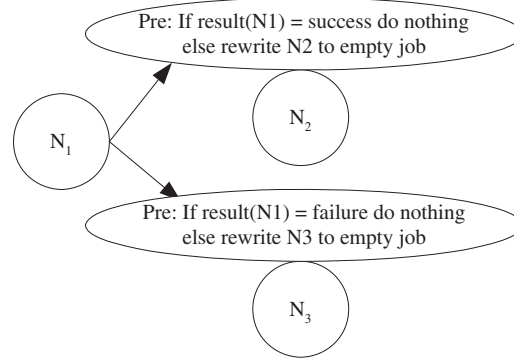 Pre: If result(N1) = success do nothing
else rewrite N2 to empty job
N₂
N₁
Pre: If result(N1) = failure do nothing
else rewrite N3 to empty job
N₃